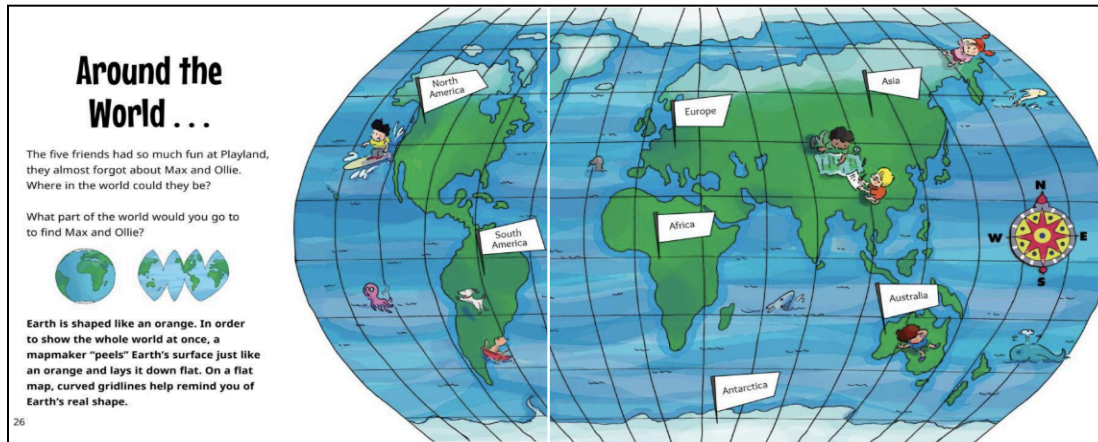 Around the
World . . .
The five friends had so much fun at Playland,
they almost forgot about Max and Ollie.
Where in the world could they be?
What part of the world would you go to
to find Max and Ollie?
Earth is shaped like an orange. In order
to show the whole world at once, a
mapmaker “peels” Earth’s surface just like
an orange and lays it down flat. On a flat
map, curved gridlines help remind you of
Earth’s real shape.
26
North
America
South
America
Europe
Asia
Africa
Australia
Antarctica
N
W
E
S